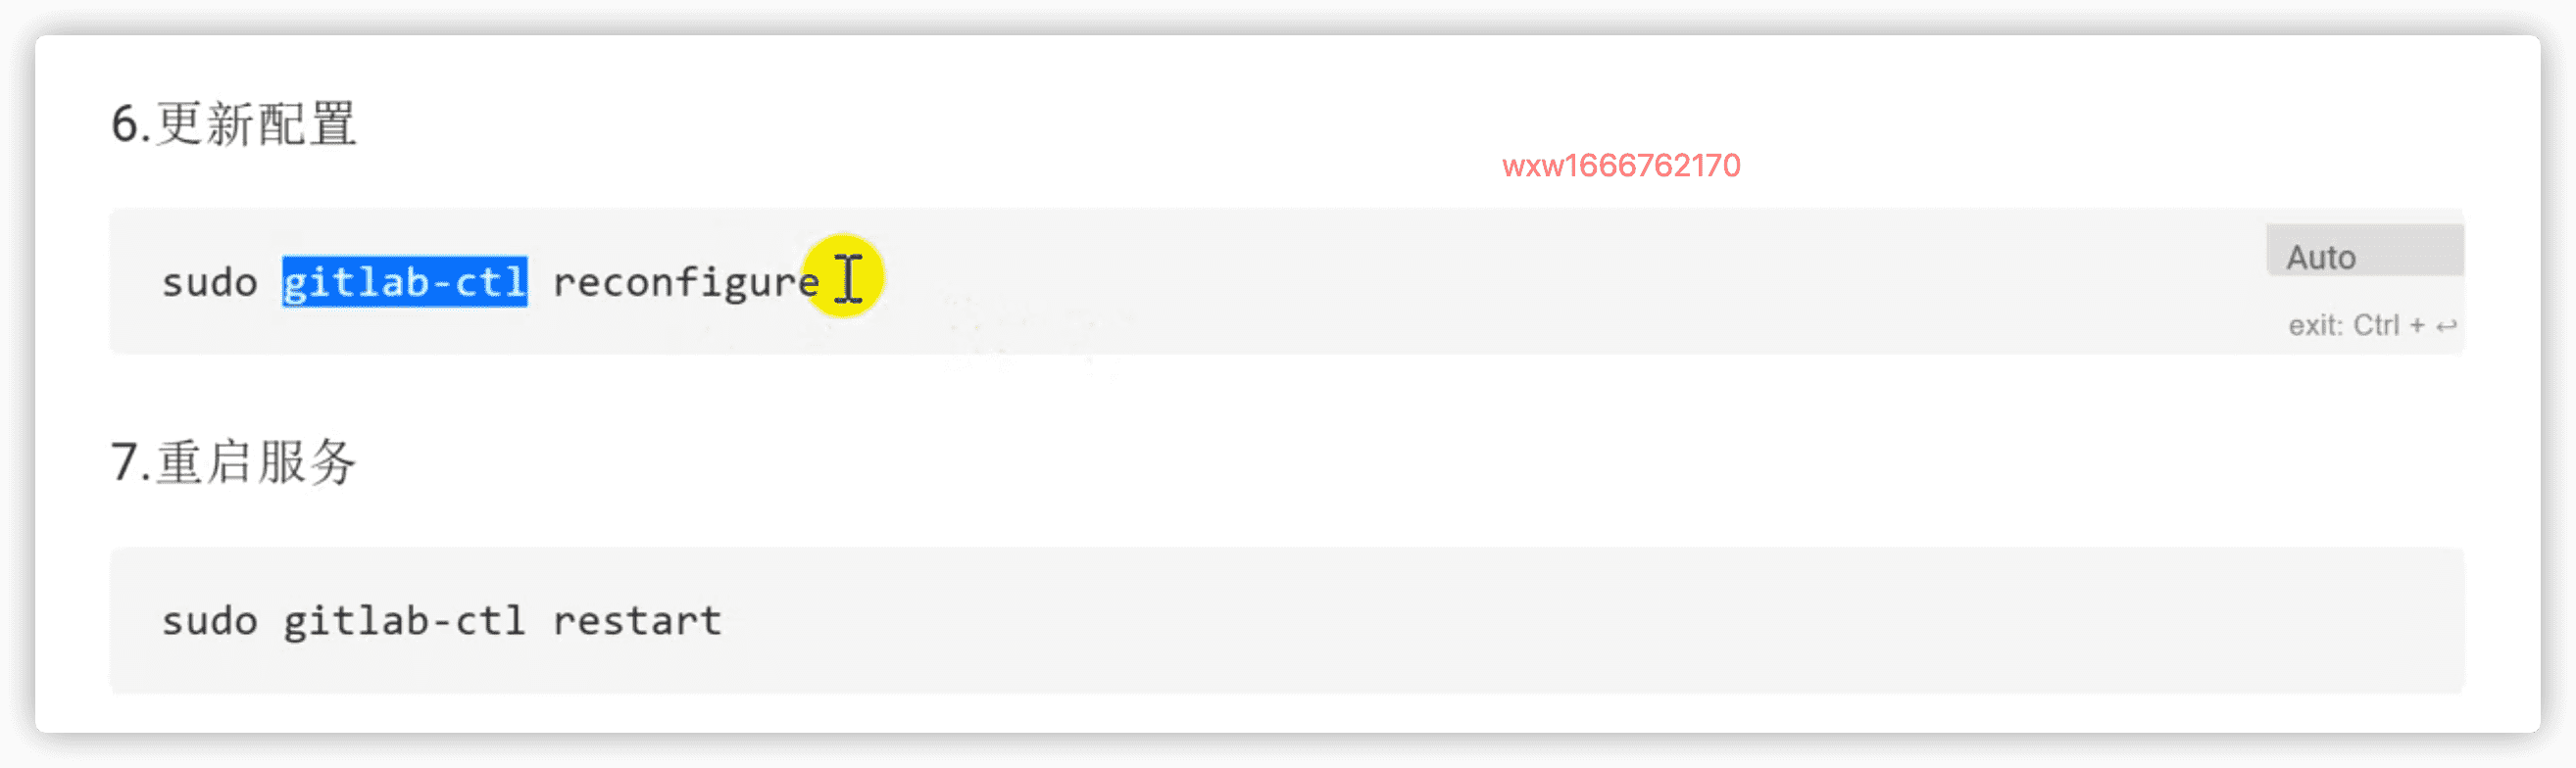 6.更新配置
wxw1666762170
sudo gitlab-ctl reconfigure
Auto
exit: Ctrl + ↩
7.重启服务
sudo gitlab-ctl restart